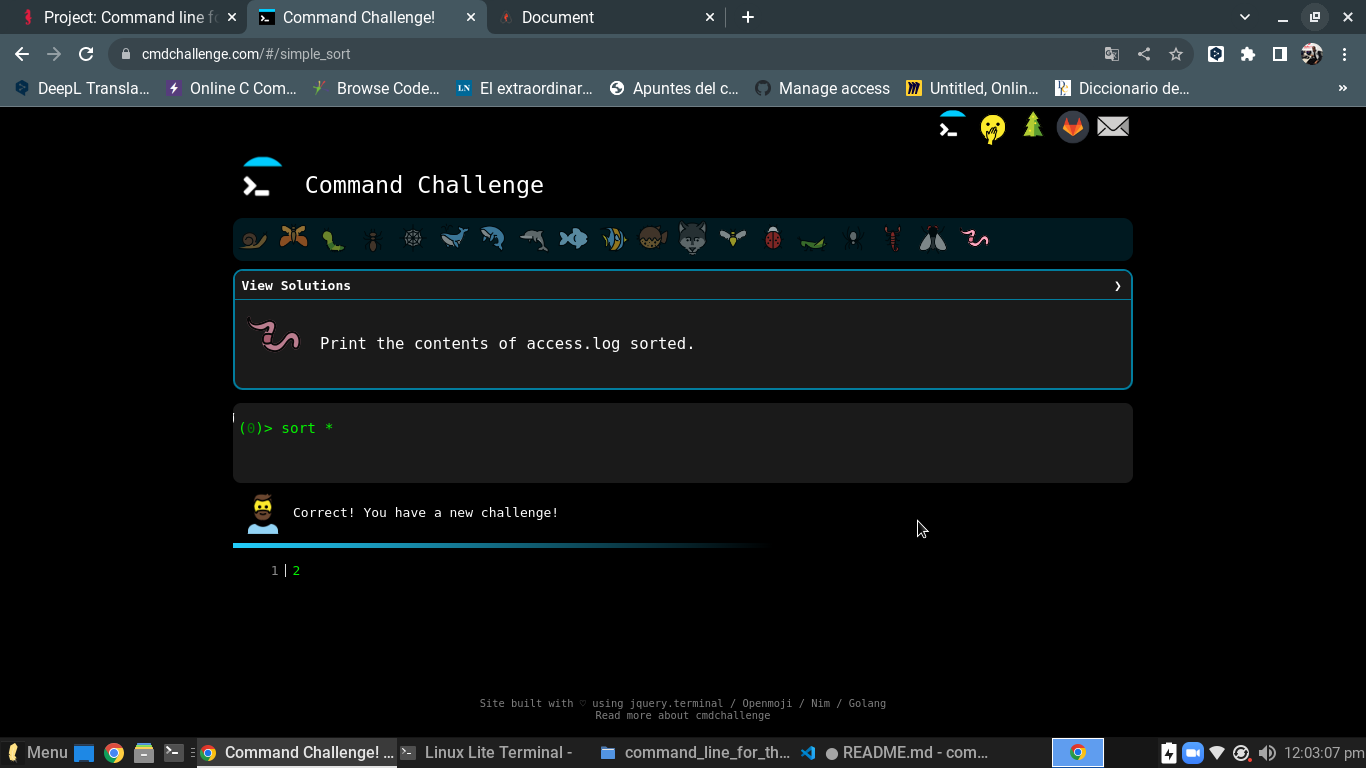 Project: Command line f
Command Challenge!
Document
cmdchallenge.com/#/simple_sort
DeepL Transla...
Online C Com...
Browse Code...
LN
El extraordinar...
Apuntes del c...
Manage access
Untitled, Onlin...
Diccionario de...
»
Command Challenge
View Solutions
Print the contents of access.log sorted.
(0)> sort *
Correct! You have a new challenge!
1 | 2
Site built with ♡ using jquery.terminal / Openmoji / Nim / Golang
Read more about cmdchallenge
Menu
Command Challenge! ...
Linux Lite Terminal -
command_line_for_th...
● README.md - com...
12:03:07 pm